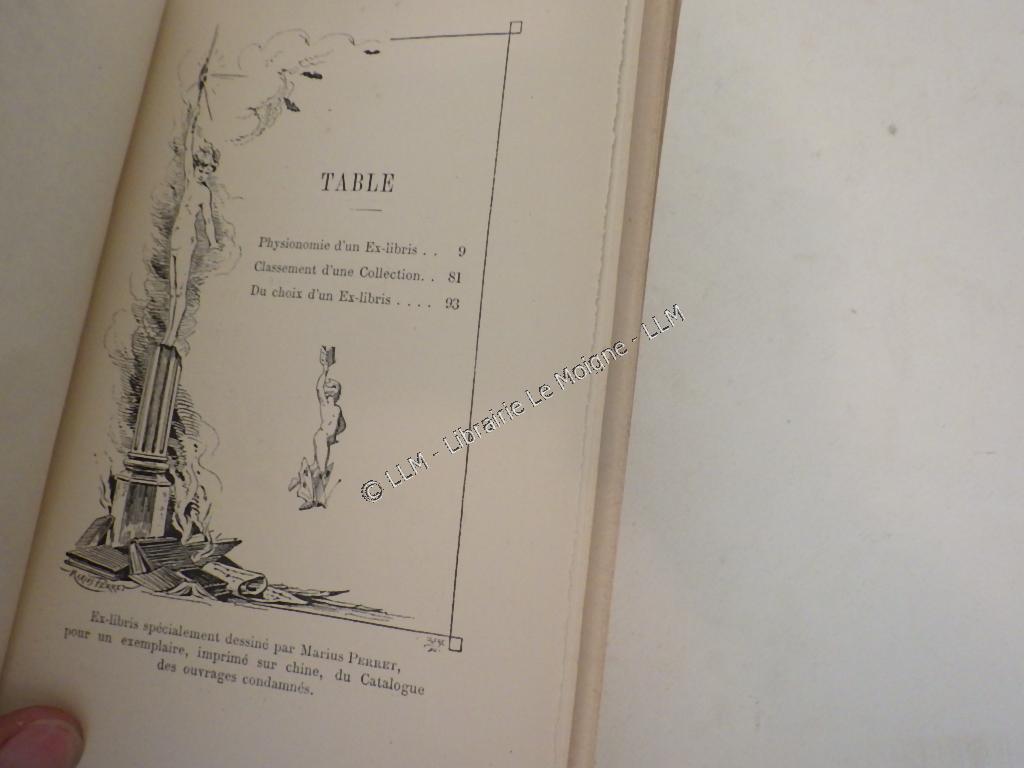 TABLE
Physionomie d'un Ex-libris . . 9
Classement d'une Collection. . 81
Du choix d'un Ex-libris . . . . 93
MARIUS PERRET
Ex-libris spécialement dessiné par Marius PERRET,
pour un exemplaire, imprimé sur chine, du Catalogue
des ouvrages condamnés.
© LLM - Librairie Le Moigne - LLM